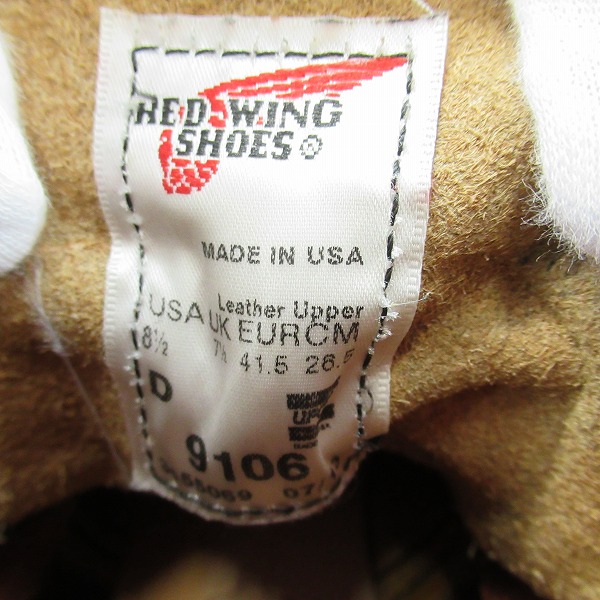 RED WING
SHOES ®
MADE IN USA
Leather Upper
USA UK EUR CM
8½ 7½ 41.5 26.5
D
9106
07/